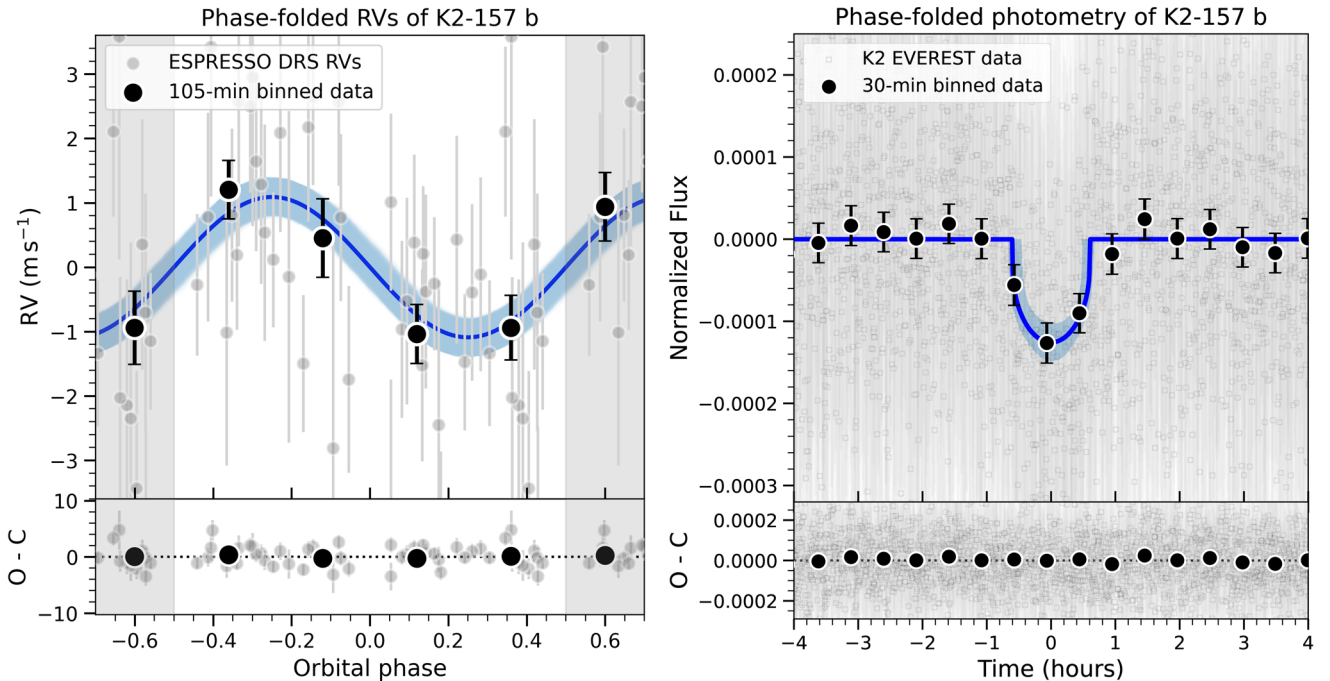 Phase-folded RVs of K2-157 b
ESPRESSO DRS RVs
105-min binned data
RV (m s⁻¹)
3
2
1
0
−1
−2
−3
O - C
10
0
−10
−0.6 −0.4 −0.2 0.0 0.2 0.4 0.6
Orbital phase
Phase-folded photometry of K2-157 b
K2 EVEREST data
30-min binned data
Normalized Flux
0.0002
0.0001
0.0000
−0.0001
−0.0002
−0.0003
O - C
0.0002
0.0000
−0.0002
−4 −3 −2 −1 0 1 2 3 4
Time (hours)